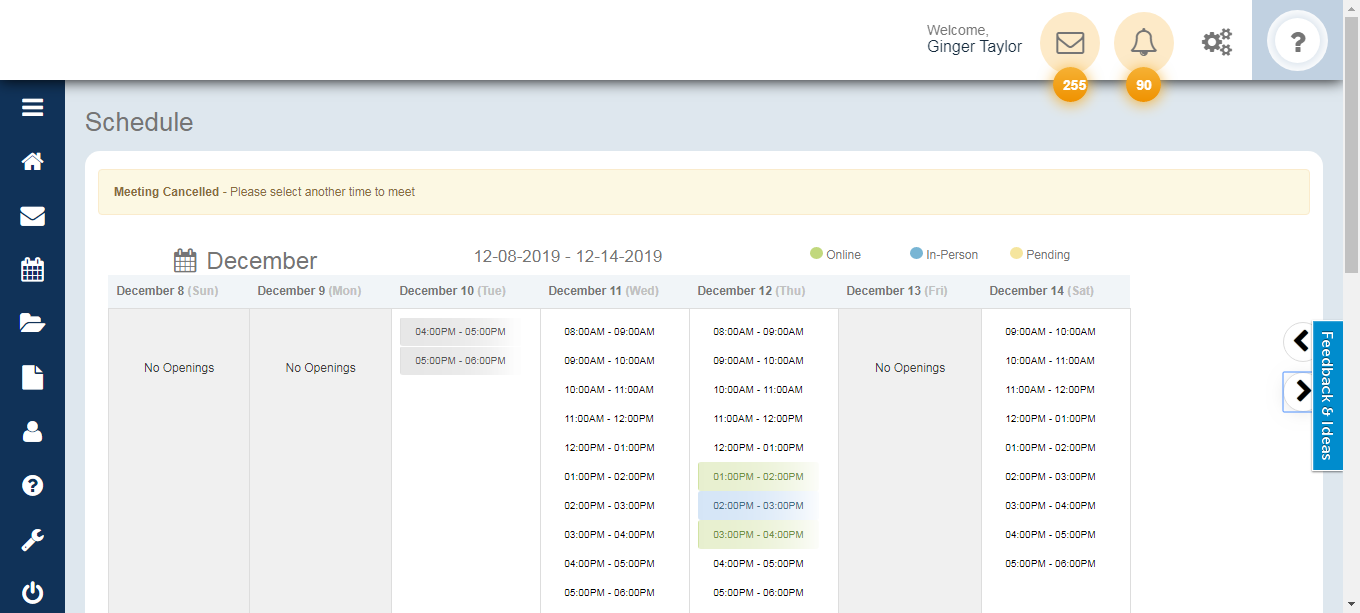 Welcome,
Ginger Taylor
255
90
?
Schedule
Meeting Cancelled - Please select another time to meet
December
12-08-2019 - 12-14-2019
Online
In-Person
Pending
December 8 (Sun)
December 9 (Mon)
December 10 (Tue)
December 11 (Wed)
December 12 (Thu)
December 13 (Fri)
December 14 (Sat)
No Openings
No Openings
04:00PM - 05:00PM
05:00PM - 06:00PM
08:00AM - 09:00AM
09:00AM - 10:00AM
10:00AM - 11:00AM
11:00AM - 12:00PM
12:00PM - 01:00PM
01:00PM - 02:00PM
02:00PM - 03:00PM
03:00PM - 04:00PM
04:00PM - 05:00PM
05:00PM - 06:00PM
08:00AM - 09:00AM
09:00AM - 10:00AM
10:00AM - 11:00AM
11:00AM - 12:00PM
12:00PM - 01:00PM
01:00PM - 02:00PM
02:00PM - 03:00PM
03:00PM - 04:00PM
04:00PM - 05:00PM
05:00PM - 06:00PM
No Openings
09:00AM - 10:00AM
10:00AM - 11:00AM
11:00AM - 12:00PM
12:00PM - 01:00PM
01:00PM - 02:00PM
02:00PM - 03:00PM
03:00PM - 04:00PM
04:00PM - 05:00PM
05:00PM - 06:00PM
Feedback & Ideas